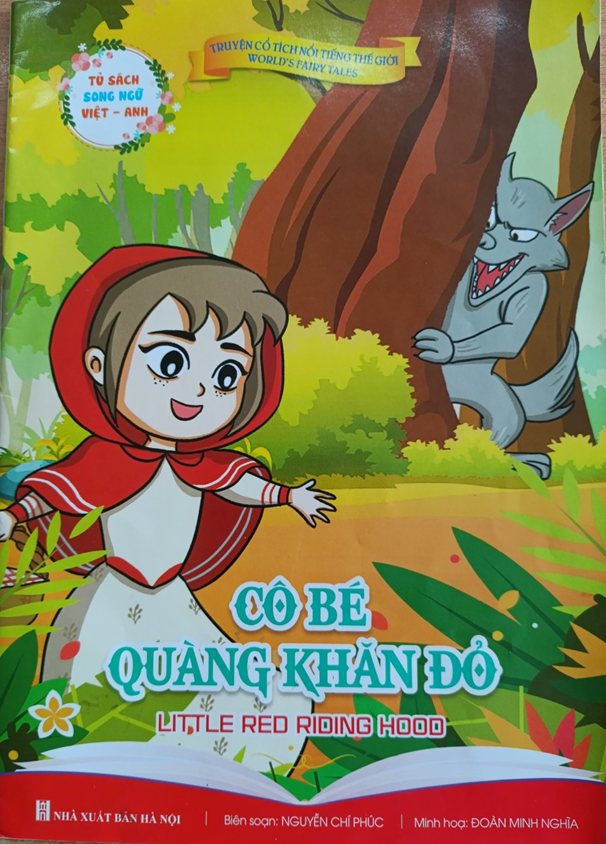 TRUYỆN CỔ TÍCH NỔI TIẾNG THẾ GIỚI
WORLD'S FAIRY TALES
TỦ SÁCH
SONG NGỮ
VIỆT - ANH
CÔ BÉ
QUÀNG KHĂN ĐỎ
LITTLE RED RIDING HOOD
NHÀ XUẤT BẢN HÀ NỘI
Biên soạn: NGUYỄN CHÍ PHÚC
Minh hoạ: ĐOÀN MINH NGHĨA